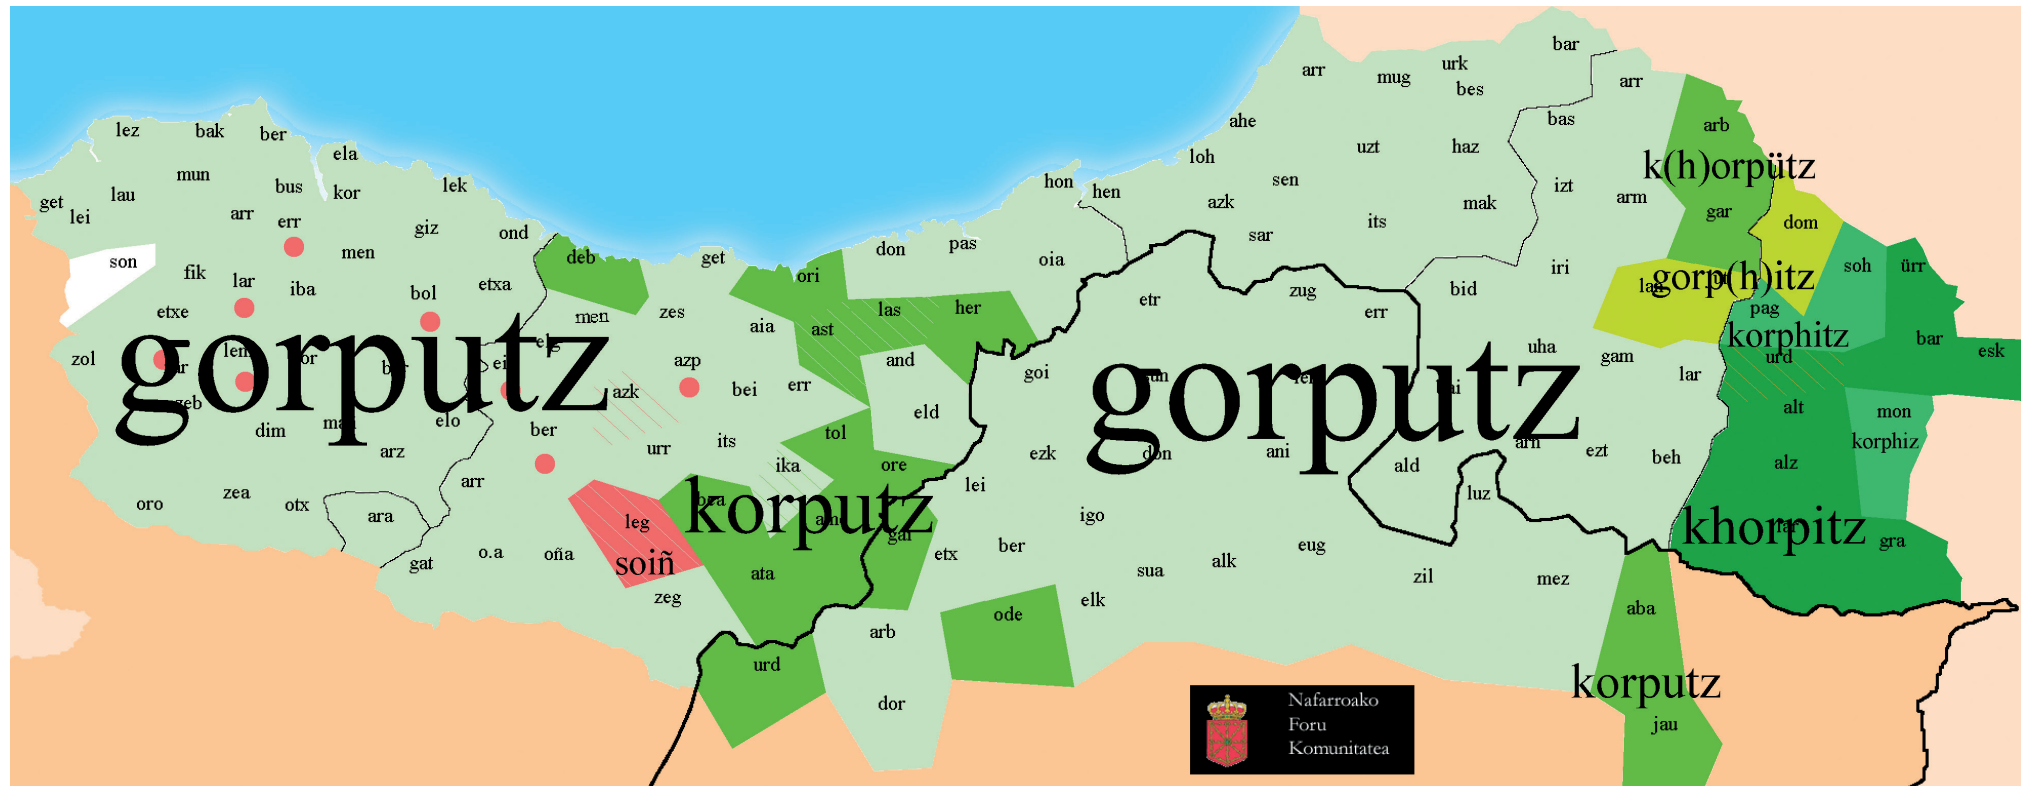 bar
arr
mug
urk
bes
arr
lez
bak
ber
ahe
bas
arb
ela
uzt
haz
loh
k(h)orpütz
mun
lau
bus
kor
lek
hon
hen
sen
izt
arm
get
lei
arr
err
azk
mak
gar
giz
ond
sar
its
dom
men
deb
get
don
pas
oia
son
fik
lar
iba
bol
etxa
ori
iri
soh
ürr
gorp(h)itz
etxe
men
zes
aia
ast
las
her
etr
zug
err
bid
pag
korphitz
zol
gorputz
azp
and
goi
gorputz
uha
gam
urd
bar
esk
azk
bei
err
lar
dim
elo
ber
its
tol
eld
alt
mon
korphiz
arz
urr
ika
ore
ezk
ani
ald
ezt
beh
alz
oro
zea
otx
ara
arr
lei
luz
leg
korputz
igo
khorpitz
gra
gat
o.a
oña
soiñ
ata
etx
ber
sua
alk
eug
zil
mez
zeg
elk
ode
aba
arb
urd
korputz
dor
jau
Nafarroako
Foru
Komunitatea